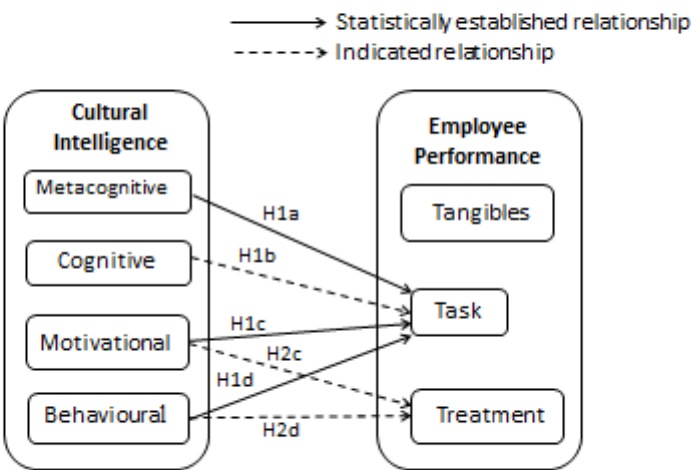 Statistically established relationship
Indicated relationship
Cultural
Intelligence
Employee
Performance
Metacognitive
Tangibles
H1a
Cognitive
H1b
Task
Motivational
H1c
H2c
H1d
Behavioural
Treatment
H2d